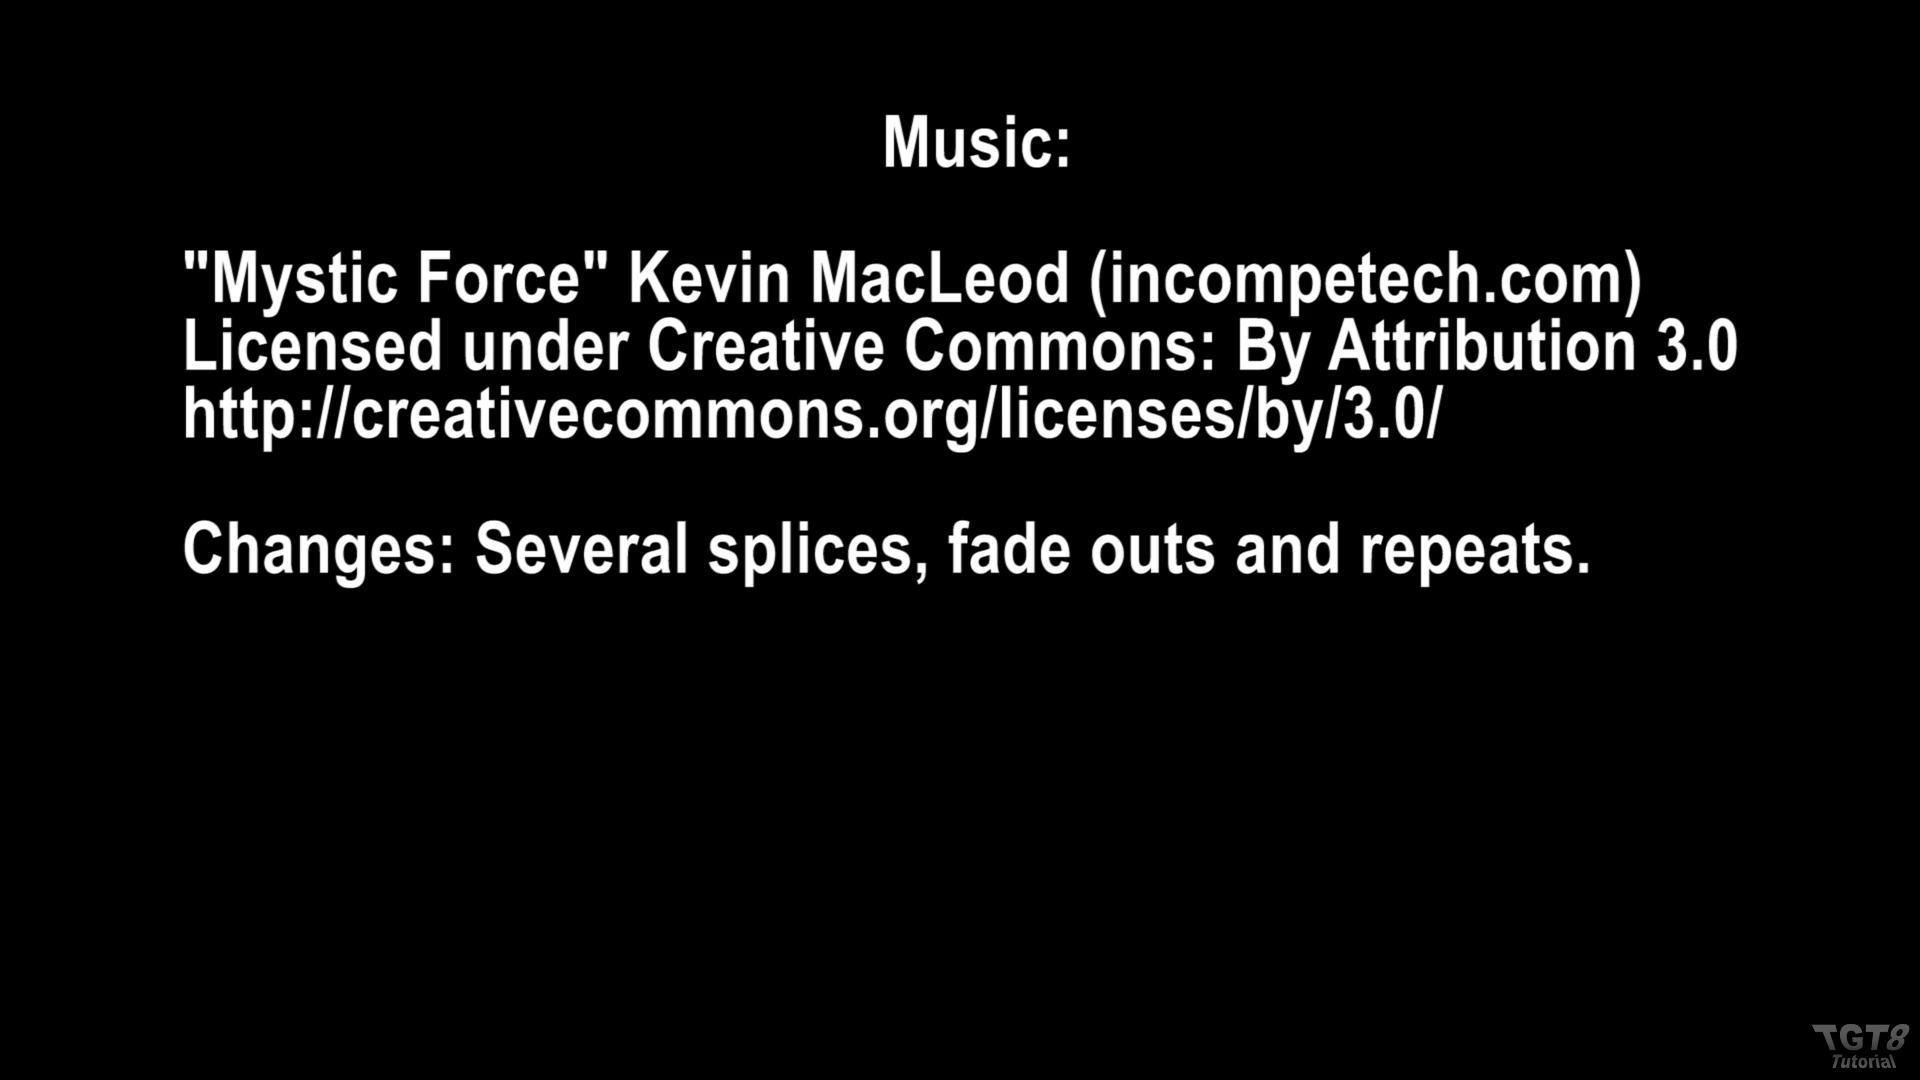 Music:
"Mystic Force" Kevin MacLeod (incompetech.com)
Licensed under Creative Commons: By Attribution 3.0
http://creativecommons.org/licenses/by/3.0/
Changes: Several splices, fade outs and repeats.
TGT8
Tutorial